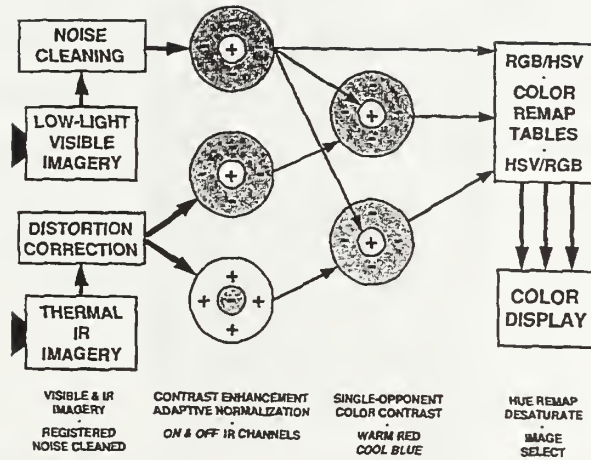 NOISE
CLEANING
LOW-LIGHT
VISIBLE
IMAGERY
DISTORTION
CORRECTION
THERMAL
IR
IMAGERY
+
+
+
+
+
+
+
+
RGB/HSV
·
COLOR
REMAP
TABLES
·
HSV/RGB
COLOR
DISPLAY
VISIBLE & IR
IMAGERY
·
REGISTERED
NOISE CLEANED
CONTRAST ENHANCEMENT
ADAPTIVE NORMALIZATION
·
ON & OFF IR CHANNELS
SINGLE-OPPONENT
COLOR CONTRAST
·
WARM RED
COOL BLUE
HUE REMAP
DESATURATE
·
IMAGE
SELECT